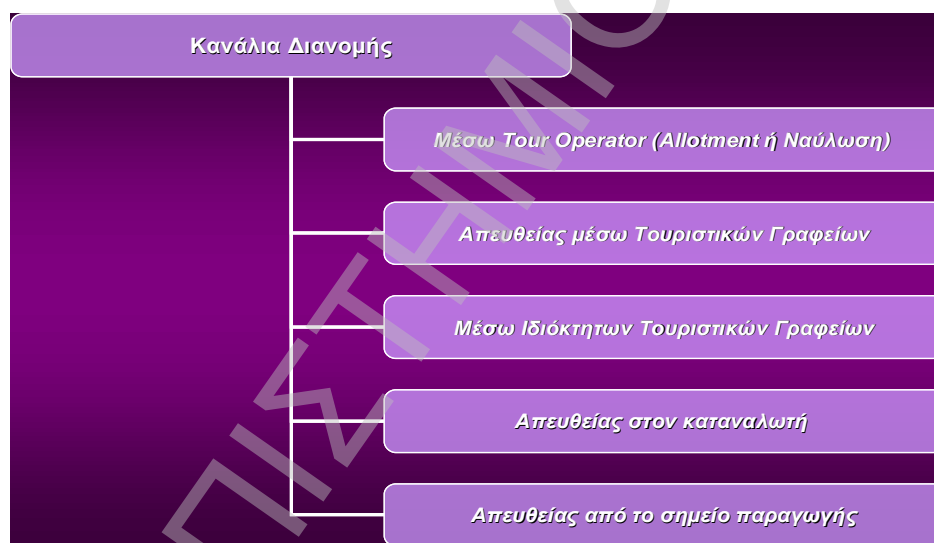 Κανάλια Διανομής
Μέσω Tour Operator (Allotment ή Ναύλωση)
Απευθείας μέσω Τουριστικών Γραφείων
Μέσω Ιδιόκτητων Τουριστικών Γραφείων
Απευθείας στον καταναλωτή
Απευθείας από το σημείο παραγωγής